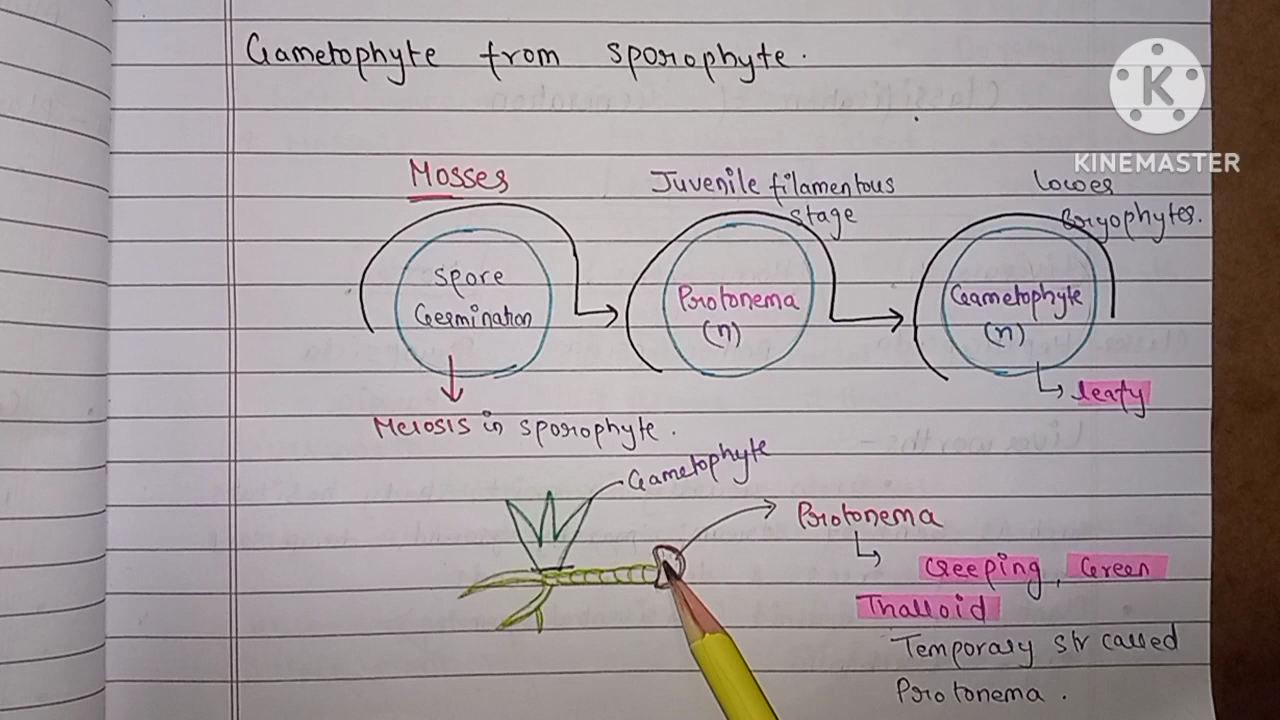 Gametophyte from sporophyte.
K
KINEMASTER
Mosses
Juvenile filamentous
stage
Lower
bryophytes.
Spore
Germination
Protonema
(n)
Gametophyte
(n)
leafy
Meiosis in sporophyte.
Gametophyte
Protonema
Creeping, Green
Thalloid
Temporary str called
Protonema.